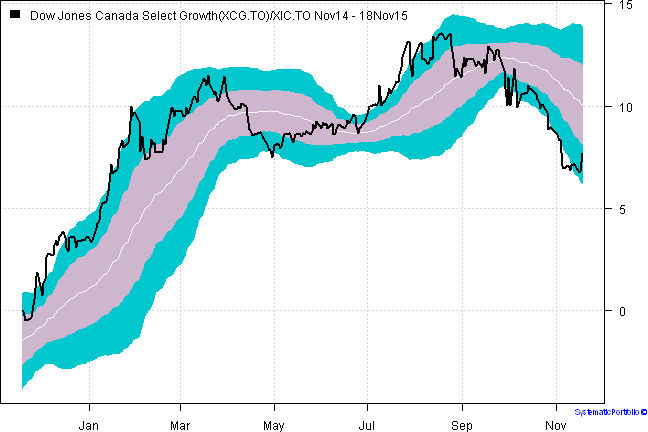 Dow Jones Canada Select Growth(XCG.TO)/XIC.TO Nov14 - 18Nov15
15
10
5
0
Jan Mar May Jul Sep Nov
SystematicPortfolio ©